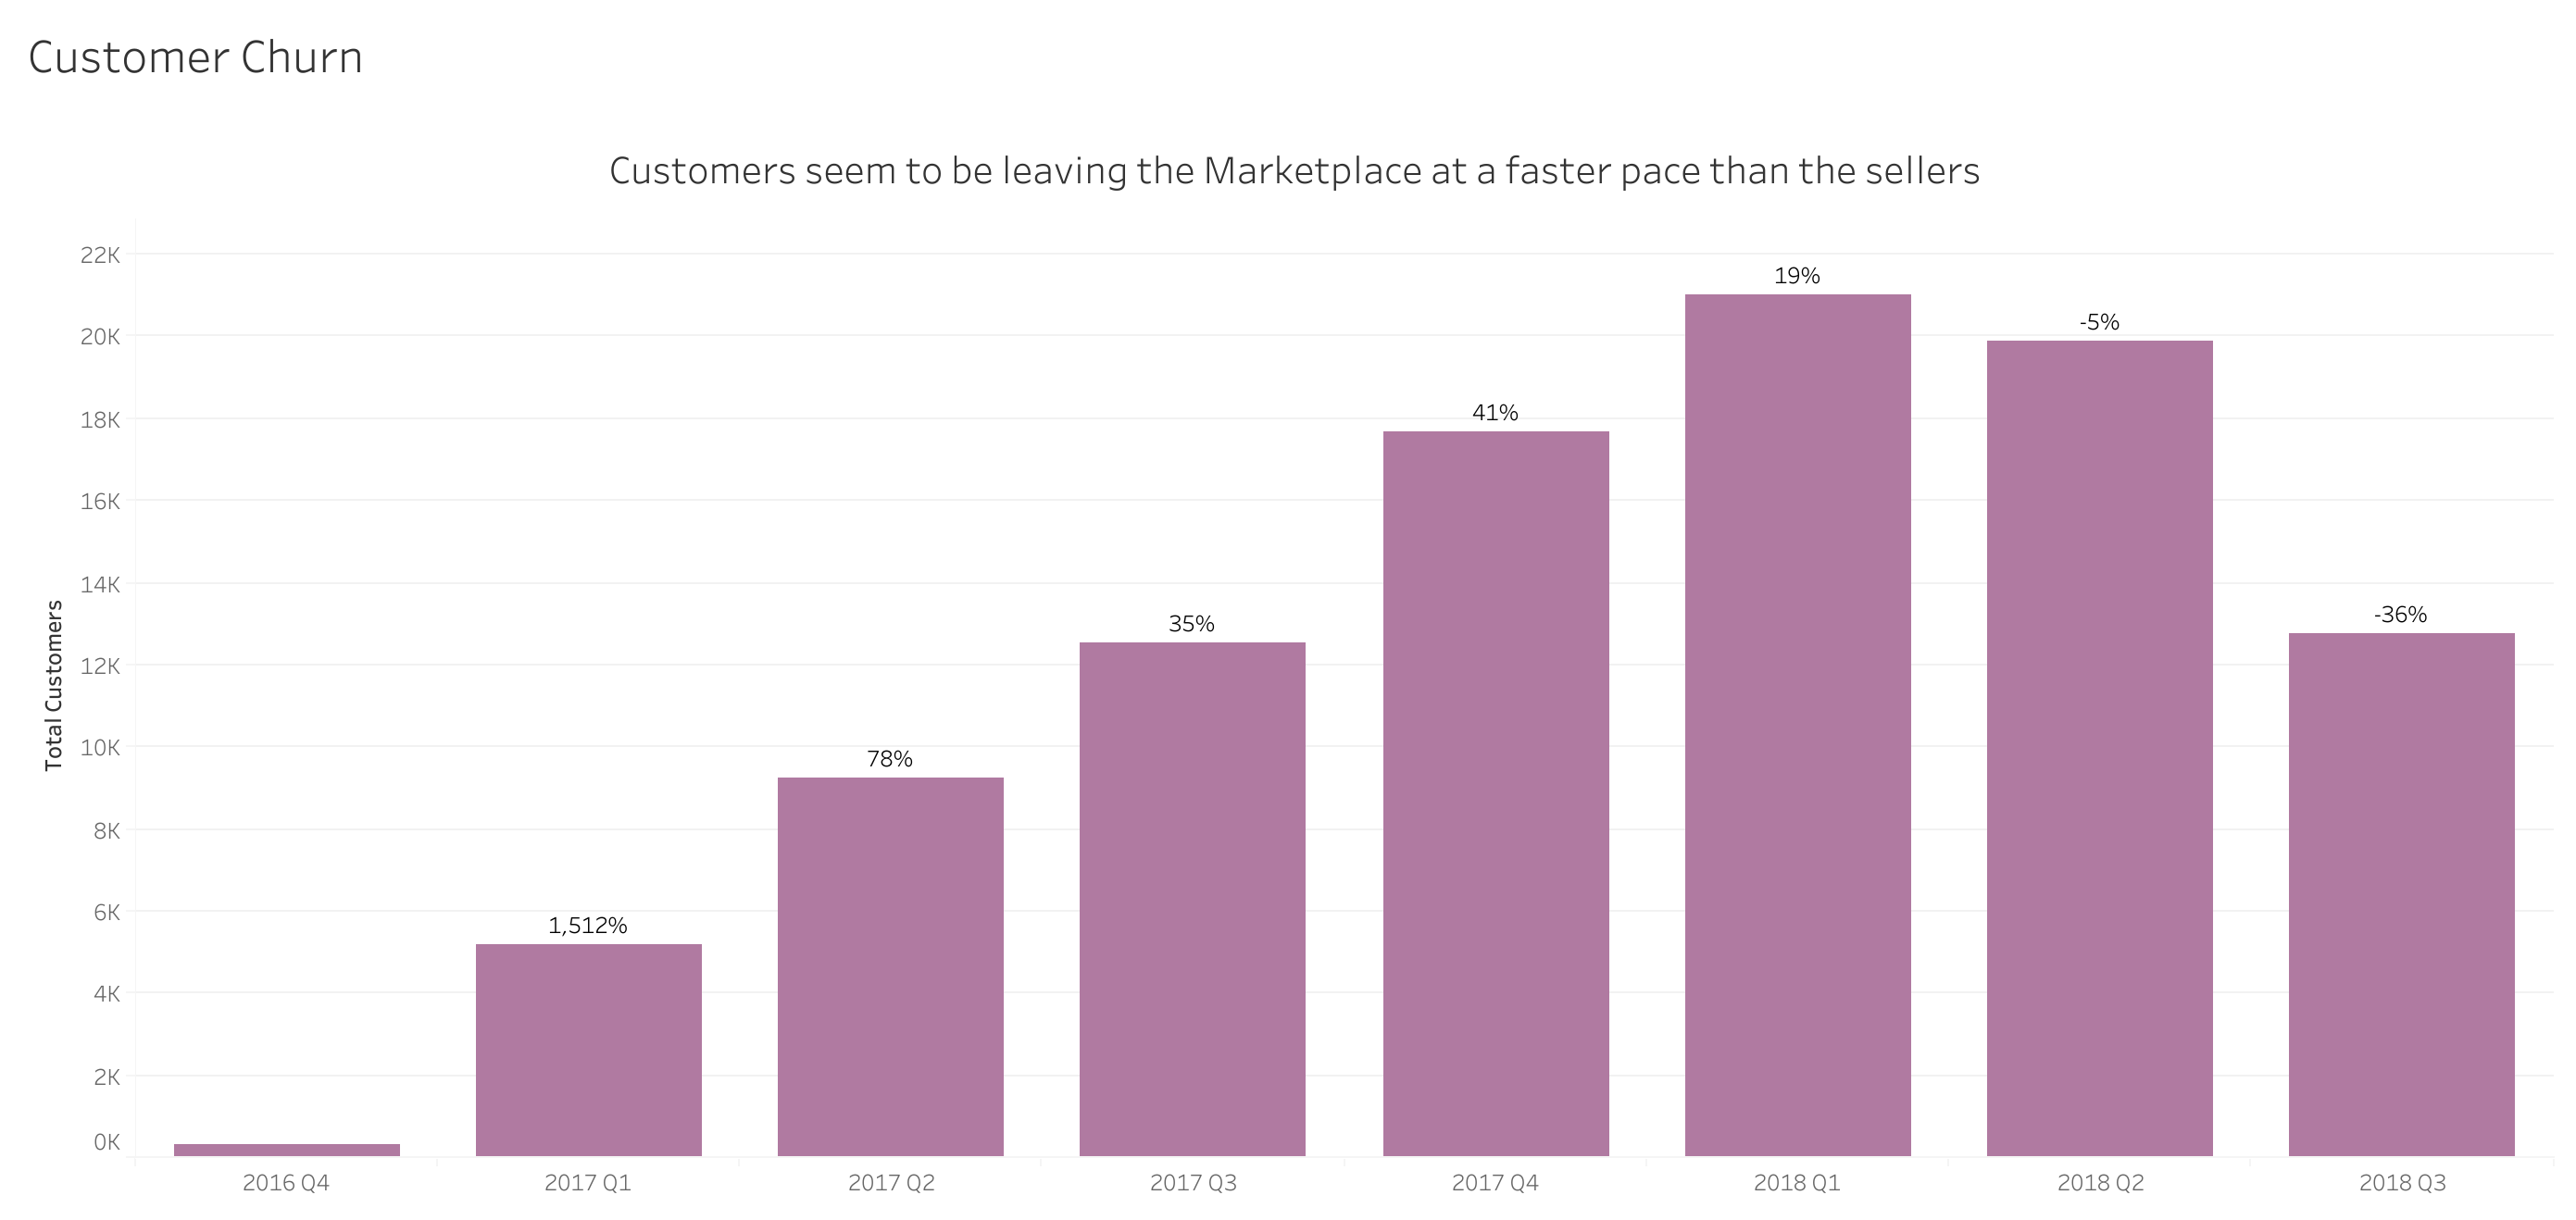 Customer Churn
Customers seem to be leaving the Marketplace at a faster pace than the sellers
Total Customers
22K
20K
18K
16K
14K
12K
10K
8K
6K
4K
2K
0K
1,512%
78%
35%
41%
19%
-5%
-36%
2016 Q4
2017 Q1
2017 Q2
2017 Q3
2017 Q4
2018 Q1
2018 Q2
2018 Q3